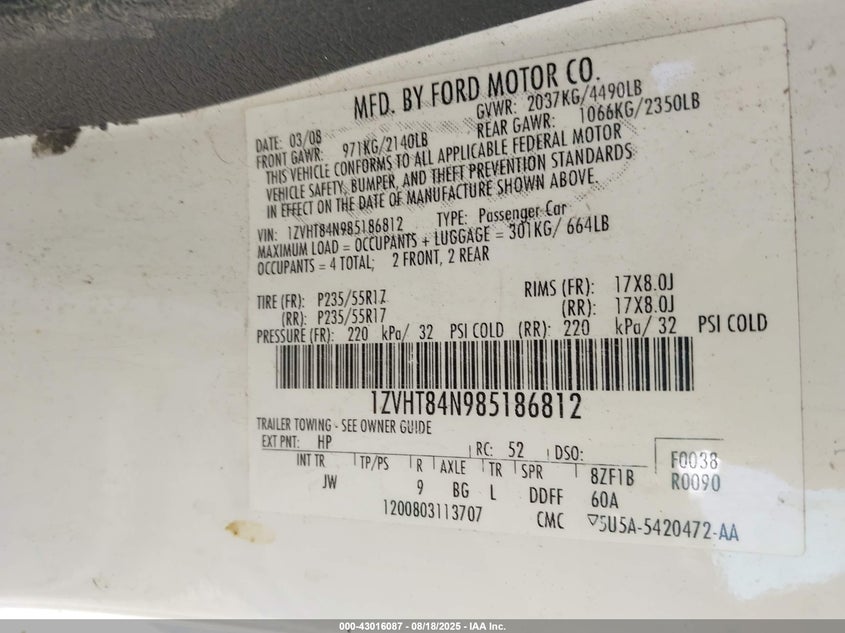 MFD. BY FORD MOTOR CO.
DATE: 03/08 GVWR: 2037KG/4490LB
FRONT GAWR: 971KG/2140LB REAR GAWR: 1066KG/2350LB
THIS VEHICLE CONFORMS TO ALL APPLICABLE FEDERAL MOTOR
VEHICLE SAFETY, BUMPER, AND THEFT PREVENTION STANDARDS
IN EFFECT ON THE DATE OF MANUFACTURE SHOWN ABOVE.
VIN: 1ZVHT84N985186812 TYPE: Passenger Car
MAXIMUM LOAD = OCCUPANTS + LUGGAGE = 301KG/ 664LB
OCCUPANTS = 4 TOTAL; 2 FRONT, 2 REAR
TIRE (FR): P235/55R17 RIMS (FR): 17X8.0J
(RR): P235/55R17 (RR): 17X8.0J
PRESSURE (FR): 220 kPa/ 32 PSI COLD (RR): 220 kPa/ 32 PSI COLD
1ZVHT84N985186812
TRAILER TOWING - SEE OWNER GUIDE
EXT PNT: HP RC: 52 DSO: F0038
INT TR TP/PS R AXLE TR SPR 8ZF1B R0090
JW 9 BG L DDFF 60A
1200803113707 CMC ▽5U5A-5420472-AA
000-43016087 - 08/18/2025 - IAA Inc.